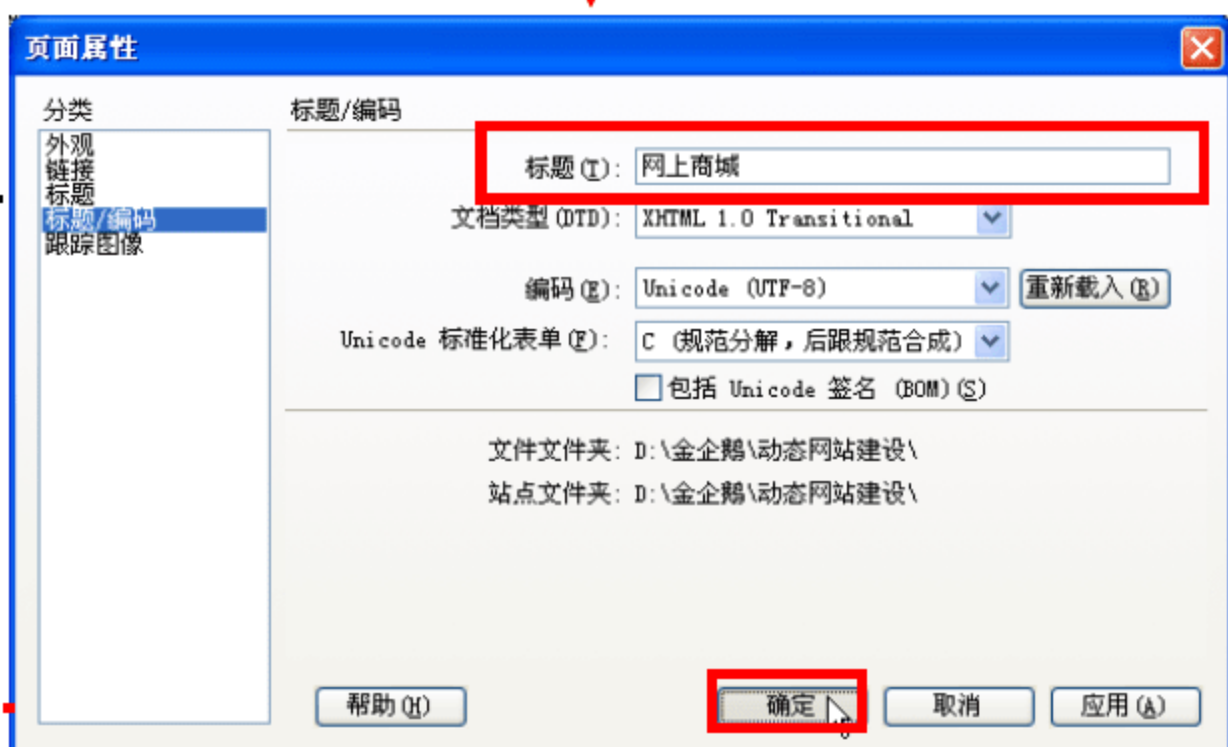 页面属性
分类
外观
链接
标题
标题/编码
跟踪图像
标题/编码
标题(T): 网上商城
文档类型(DTD): XHTML 1.0 Transitional
编码(E): Unicode (UTF-8) 重新载入(R)
Unicode 标准化表单(F): C (规范分解，后跟规范合成)
包括 Unicode 签名 (BOM)(S)
文件文件夹: D:\金企鹅\动态网站建设\
站点文件夹: D:\金企鹅\动态网站建设\
帮助(H) 确定 取消 应用(A)